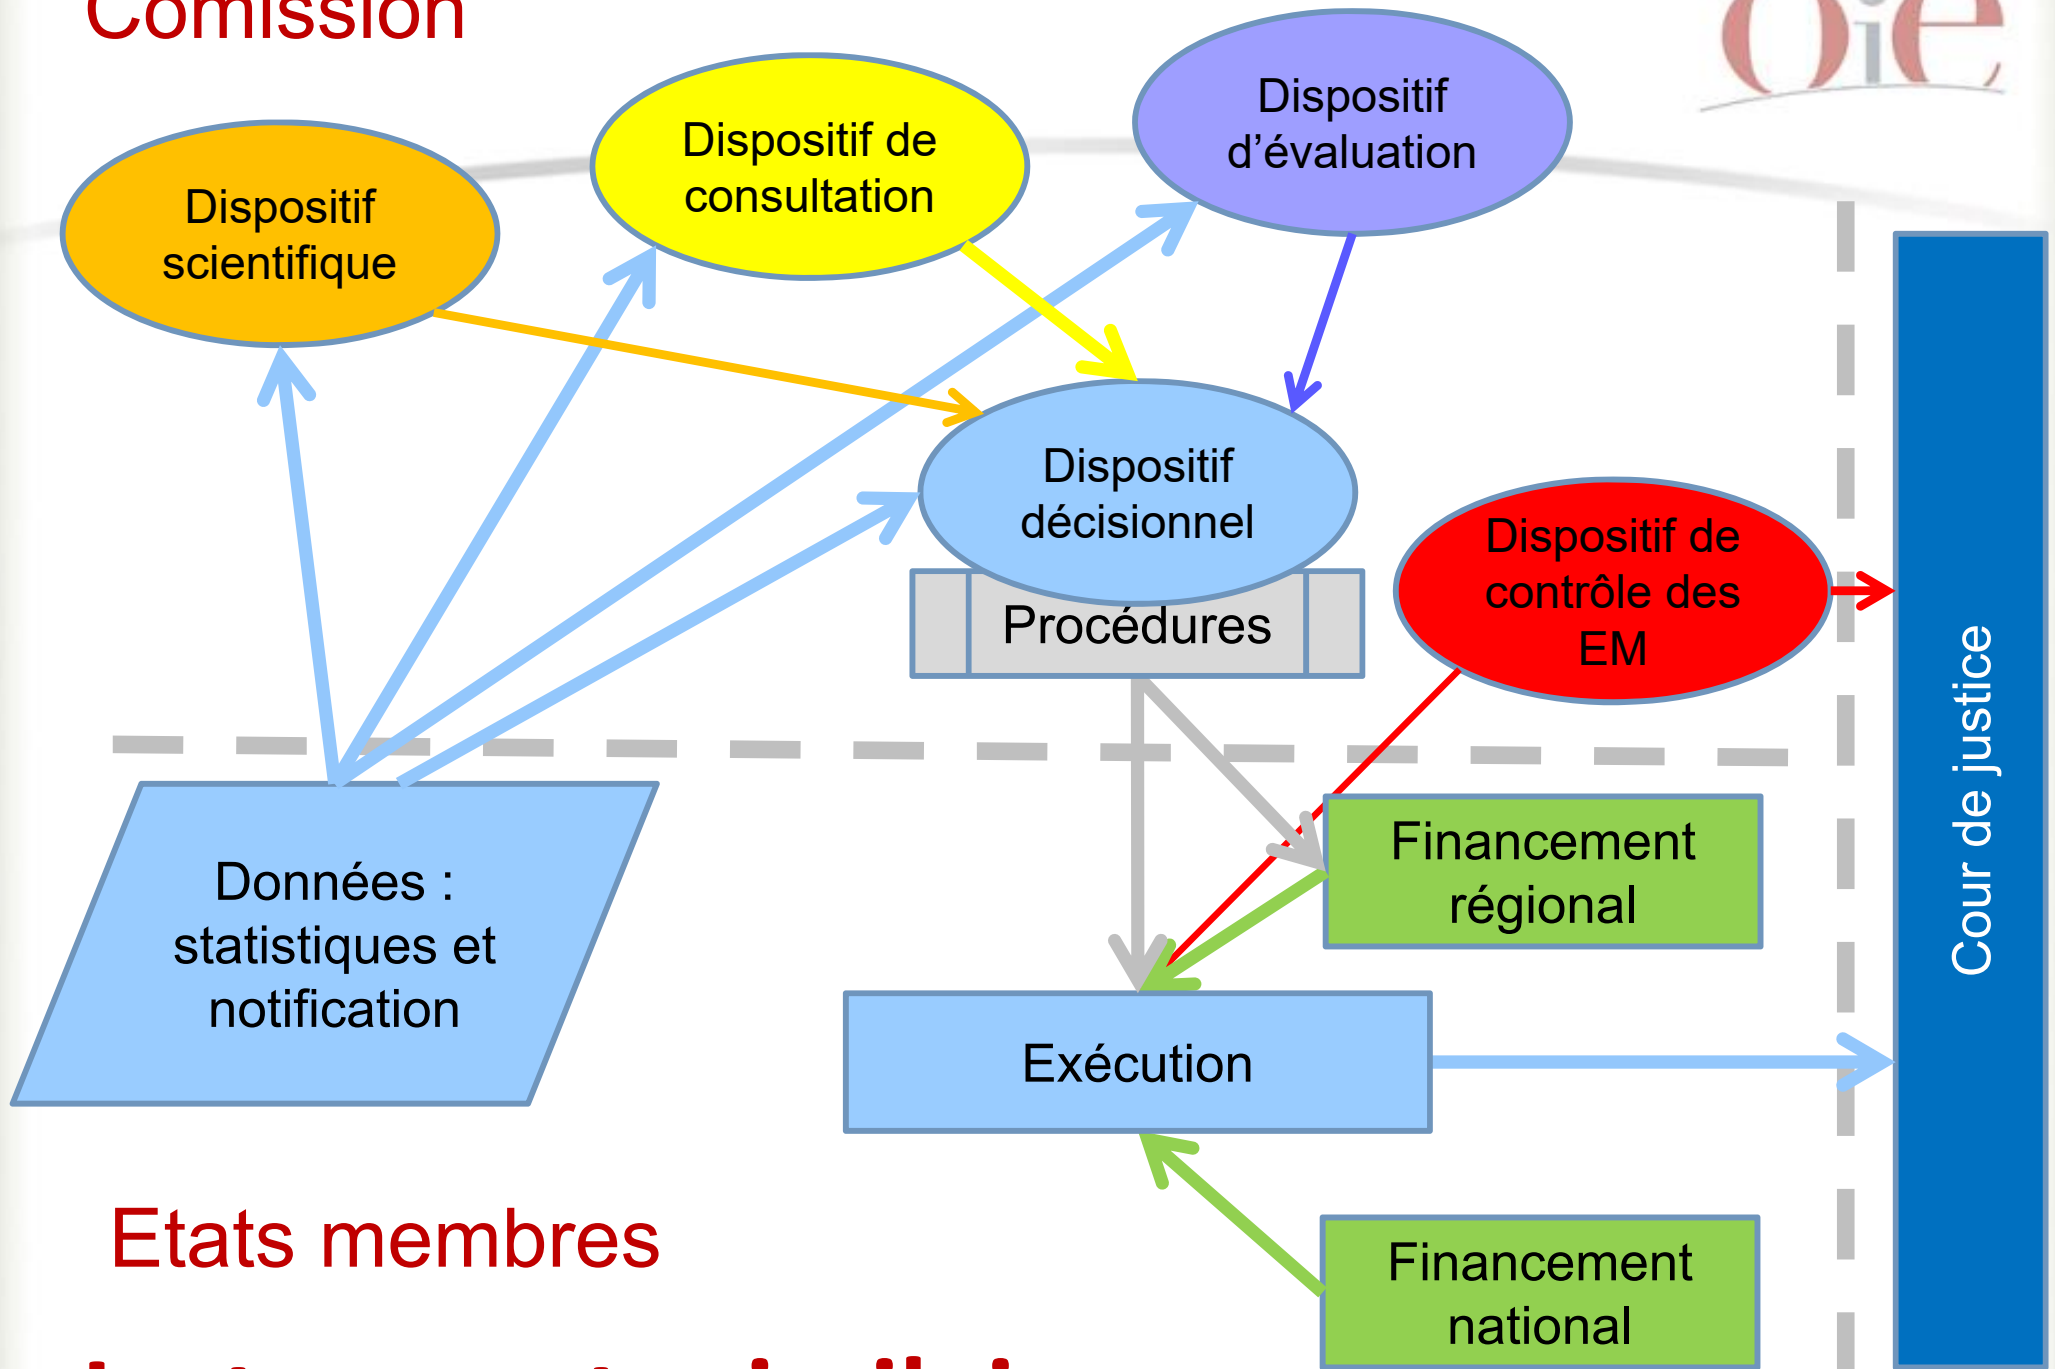 Comission
oie
Dispositif
d’évaluation
Dispositif de
consultation
Dispositif
scientifique
Dispositif
décisionnel
Procédures
Dispositif de
contrôle des
EM
Cour de justice
Financement
régional
Données :
statistiques et
notification
Exécution
Etats membres
Financement
national